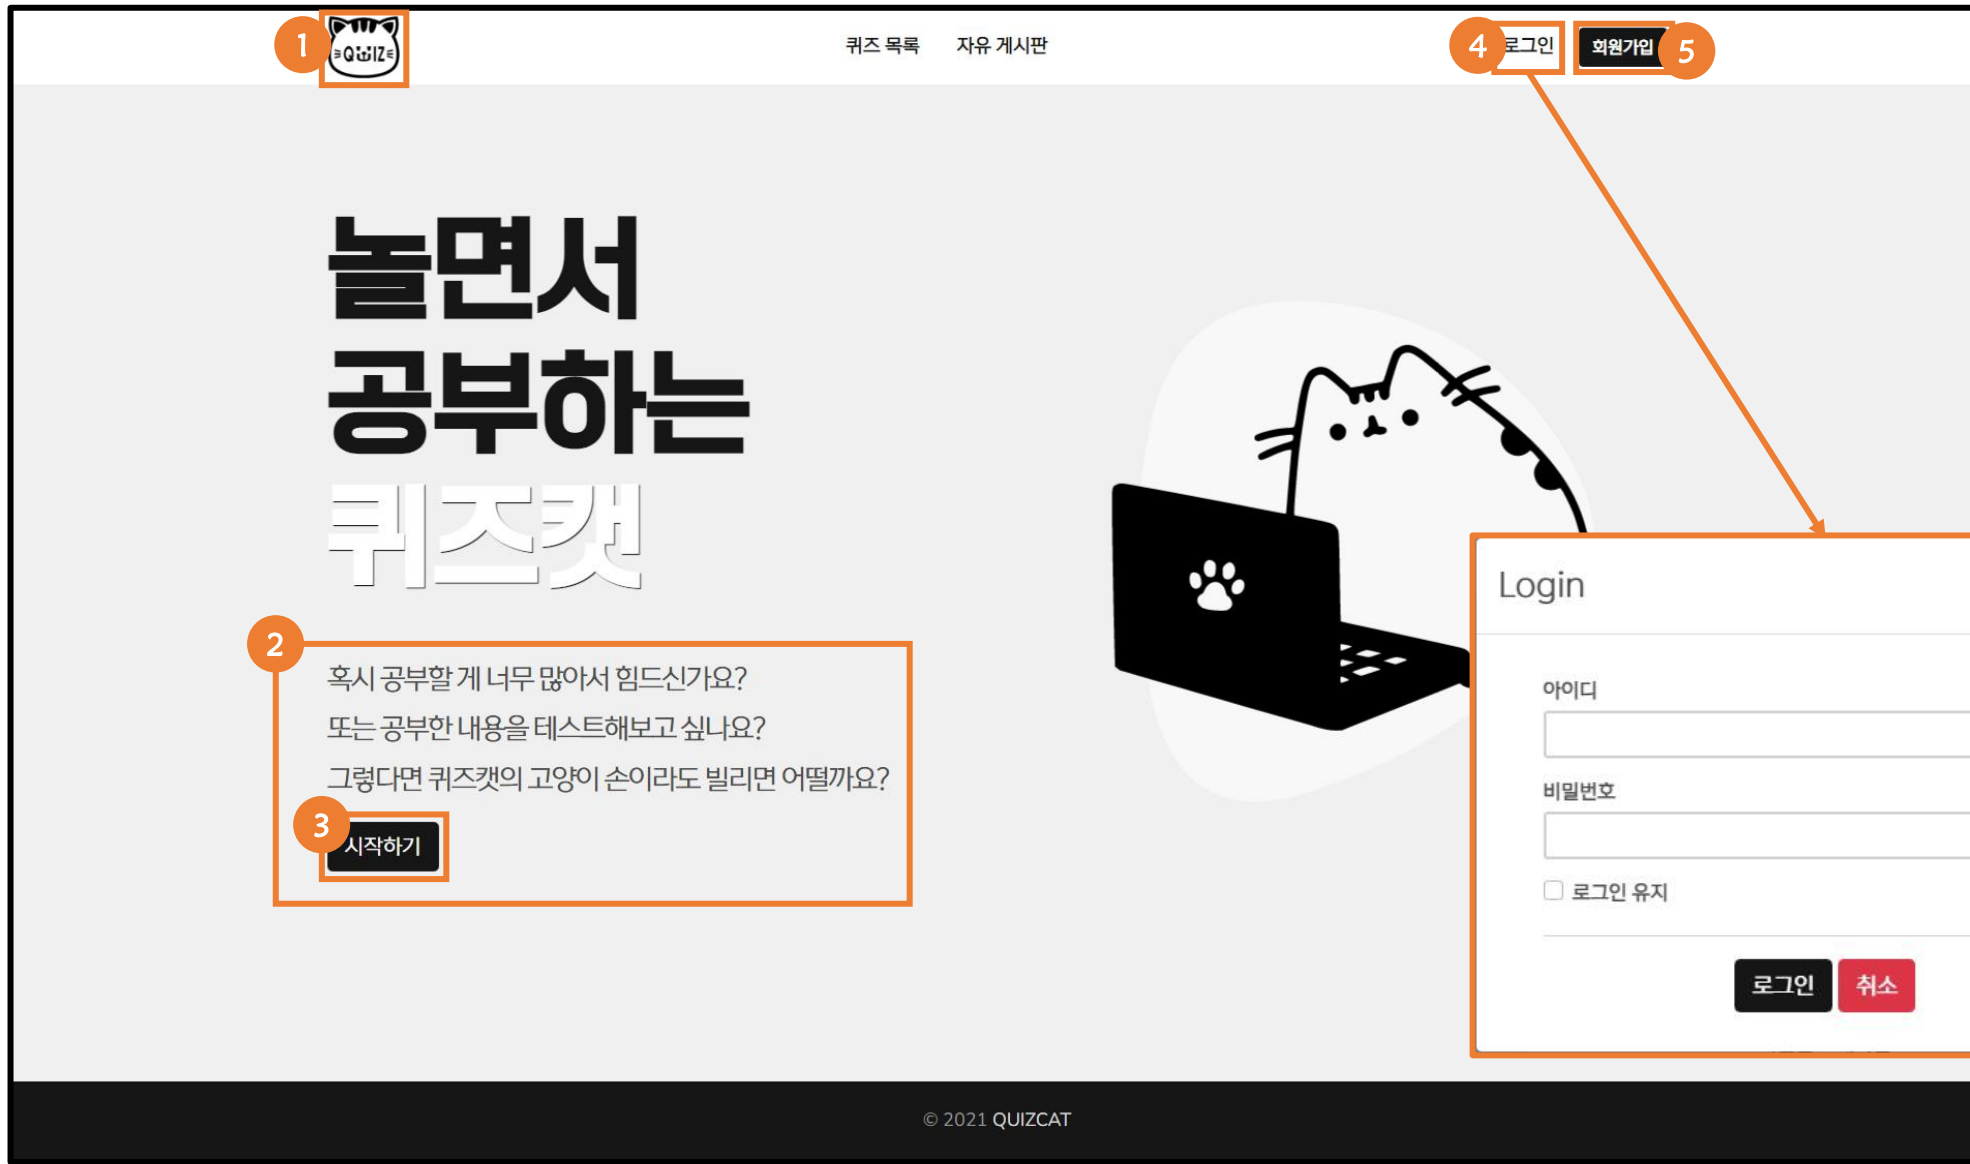 1
QUIZ
퀴즈 목록
자유 게시판
4
로그인
회원가입
5
놀면서
공부하는
퀴즈캣
2
혹시 공부할 게 너무 많아서 힘드신가요?
또는 공부한 내용을 테스트해보고 싶나요?
그렇다면 퀴즈캣의 고양이 손이라도 빌리면 어떨까요?
3
시작하기
Login
아이디
비밀번호
로그인 유지
로그인
취소
© 2021 QUIZCAT